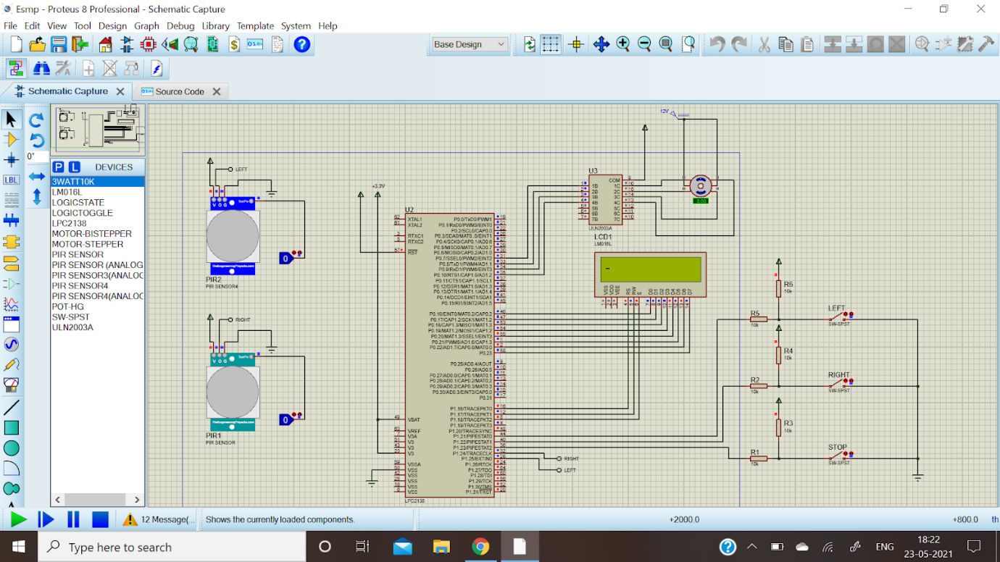 Esmp - Proteus 8 Professional - Schematic Capture
File Edit View Tool Design Graph Debug Library Template System Help
Base Design
Schematic Capture
Source Code
0°
LBL
P L DEVICES
3WATT10K
LM016L
LOGICSTATE
LOGICTOGGLE
LPC2138
MOTOR-BISTEPPER
MOTOR-STEPPER
PIR SENSOR
PIR SENSOR (ANALOG
PIR SENSOR3(ANALOG
PIR SENSOR4
PIR SENSOR4(ANALOG
POT-HG
SW-SPST
ULN2003A
LEFT
V O G
TestPin
0
PIR2
PIR SENSOR4
RIGHT
V O G
TestPin
0
PIR1
PIR SENSOR
+3.3V
U2
XTAL1
XTAL2
RTXC1
RTXC2
RST
VBAT
VREF
V3A
V3
V3
V3
VSSA
VSS
VSS
VSS
VSS
VSS
LPC2138
P0.0/TxD0/PWM1
P0.1/RxD0/PWM3/EINT0
P0.2/SCL0/CAP0.0
P0.3/SDA0/MAT0.0/EINT1
P0.4/SCK0/CAP0.1/AD0.6
P0.5/MISO0/MAT0.1/AD0.7
P0.6/MOSI0/CAP0.2/AD1.0
P0.7/SSEL0/PWM2/EINT2
P0.8/TxD1/PWM4/AD1.1
P0.9/RxD1/PWM6/EINT3
P0.10/RTS1/CAP1.0/AD1.2
P0.11/CTS1/CAP1.1/SCL1
P0.12/DSR1/MAT1.0/AD1.3
P0.13/DTR1/MAT1.1/AD1.4
P0.14/DCD1/EINT1/SDA1
P0.15/RI1/EINT2/AD1.5
P0.16/EINT0/MAT0.2/CAP0.2
P0.17/CAP1.2/SCK1/MAT1.2
P0.18/CAP1.3/MISO1/MAT1.3
P0.19/MAT1.2/MOSI1/CAP1.2
P0.20/MAT1.3/SSEL1/EINT3
P0.21/PWM5/AD1.6/CAP1.3
P0.22/AD1.7/CAP0.0/MAT0.0
P0.23
P0.25/AD0.4/AOUT
P0.26/AD0.5
P0.27/AD0.0/CAP0.1/MAT0.1
P0.28/AD0.1/CAP0.2/MAT0.2
P0.29/AD0.2/CAP0.3/MAT0.3
P0.30/AD0.3/EINT3/CAP0.0
P0.31
P1.16/TRACEPKT0
P1.17/TRACEPKT1
P1.18/TRACEPKT2
P1.19/TRACEPKT3
P1.20/TRACESYNC
P1.21/PIPESTAT0
P1.22/PIPESTAT1
P1.23/PIPESTAT2
P1.24/TRACECLK
P1.25/EXTIN0
P1.26/RTCK
P1.27/TDO
P1.28/TDI
P1.29/TCK
P1.30/TMS
P1.31/TRST
12V
U3
1B
2B
3B
4B
5B
6B
7B
COM
1C
2C
3C
4C
5C
6C
7C
ULN2003A
0.00
LCD1
LM016L
VSS VDD VEE RS RW E D0 D1 D2 D3 D4 D5 D6 D7
RIGHT
LEFT
R6
10k
R5
10k
LEFT
SW-SPST
R4
10k
R2
10k
RIGHT
SW-SPST
R3
10k
R1
10k
STOP
SW-SPST
12 Message(...
Shows the currently loaded components.
+2000.0
+800.0
th
Type here to search
ENG
18:22
23-05-2021